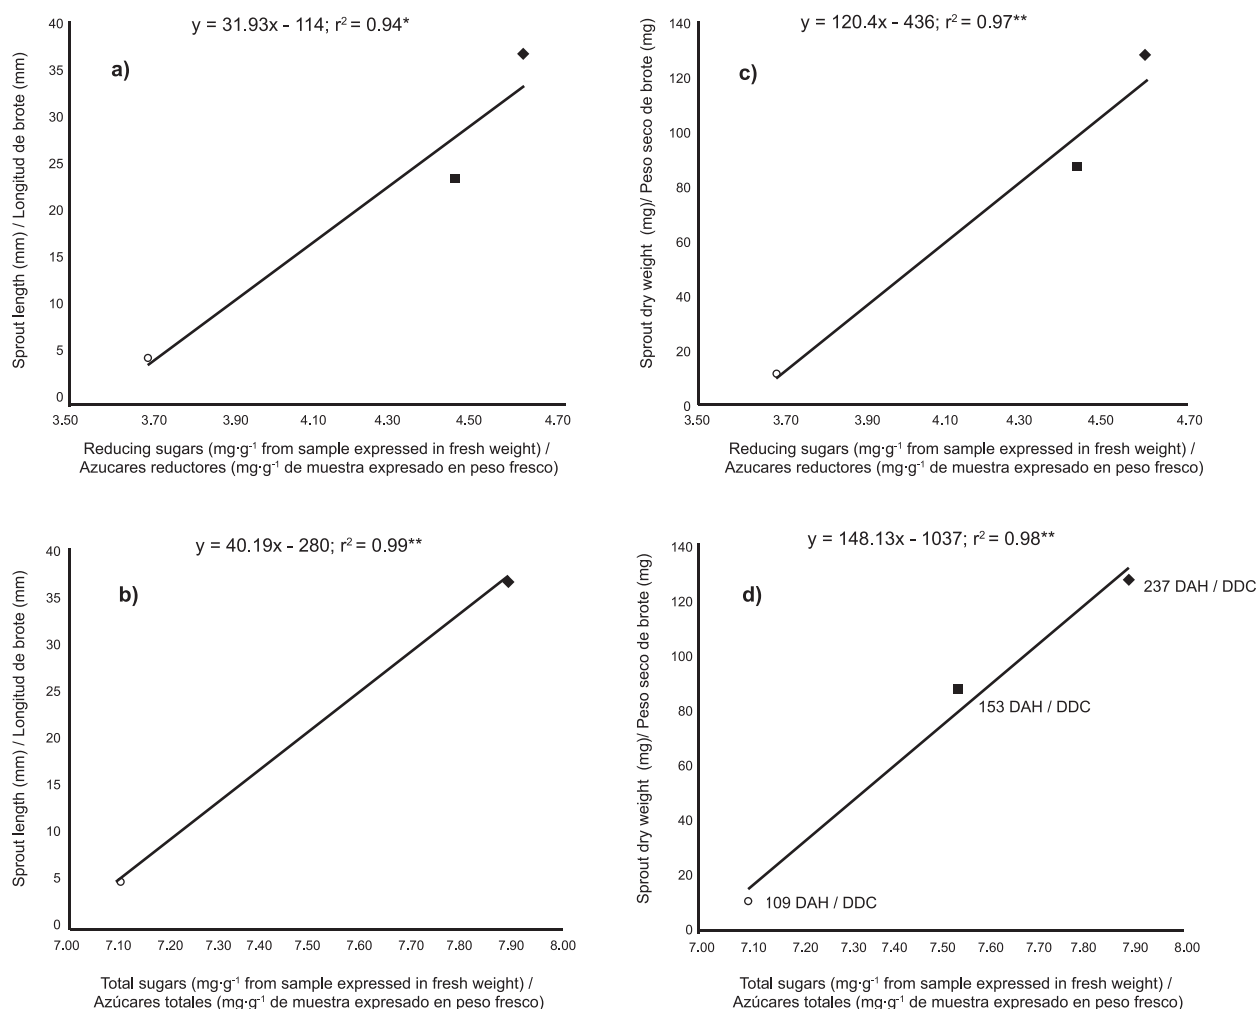 y = 31.93x - 114; r² = 0.94*
a)
Sprout length (mm) / Longitud de brote (mm)
40
35
30
25
20
15
10
5
0
3.50 3.70 3.90 4.10 4.30 4.50 4.70
Reducing sugars (mg·g⁻¹ from sample expressed in fresh weight) /
Azucares reductores (mg·g⁻¹ de muestra expresado en peso fresco)
y = 120.4x - 436; r² = 0.97**
c)
Sprout dry weight (mg)/ Peso seco de brote (mg)
140
120
100
80
60
40
20
0
3.50 3.70 3.90 4.10 4.30 4.50 4.70
Reducing sugars (mg·g⁻¹ from sample expressed in fresh weight) /
Azucares reductores (mg·g⁻¹ de muestra expresado en peso fresco)
y = 40.19x - 280; r² = 0.99**
b)
Sprout length (mm) / Longitud de brote (mm)
40
35
30
25
20
15
10
5
0
7.00 7.10 7.20 7.30 7.40 7.50 7.60 7.70 7.80 7.90 8.00
Total sugars (mg·g⁻¹ from sample expressed in fresh weight) /
Azúcares totales (mg·g⁻¹ de muestra expresado en peso fresco)
y = 148.13x - 1037; r² = 0.98**
d)
Sprout dry weight (mg)/ Peso seco de brote (mg)
140
120
100
80
60
40
20
0
237 DAH / DDC
153 DAH / DDC
109 DAH / DDC
7.00 7.10 7.20 7.30 7.40 7.50 7.60 7.70 7.80 7.90 8.00
Total sugars (mg·g⁻¹ from sample expressed in fresh weight) /
Azúcares totales (mg·g⁻¹ de muestra expresado en peso fresco)